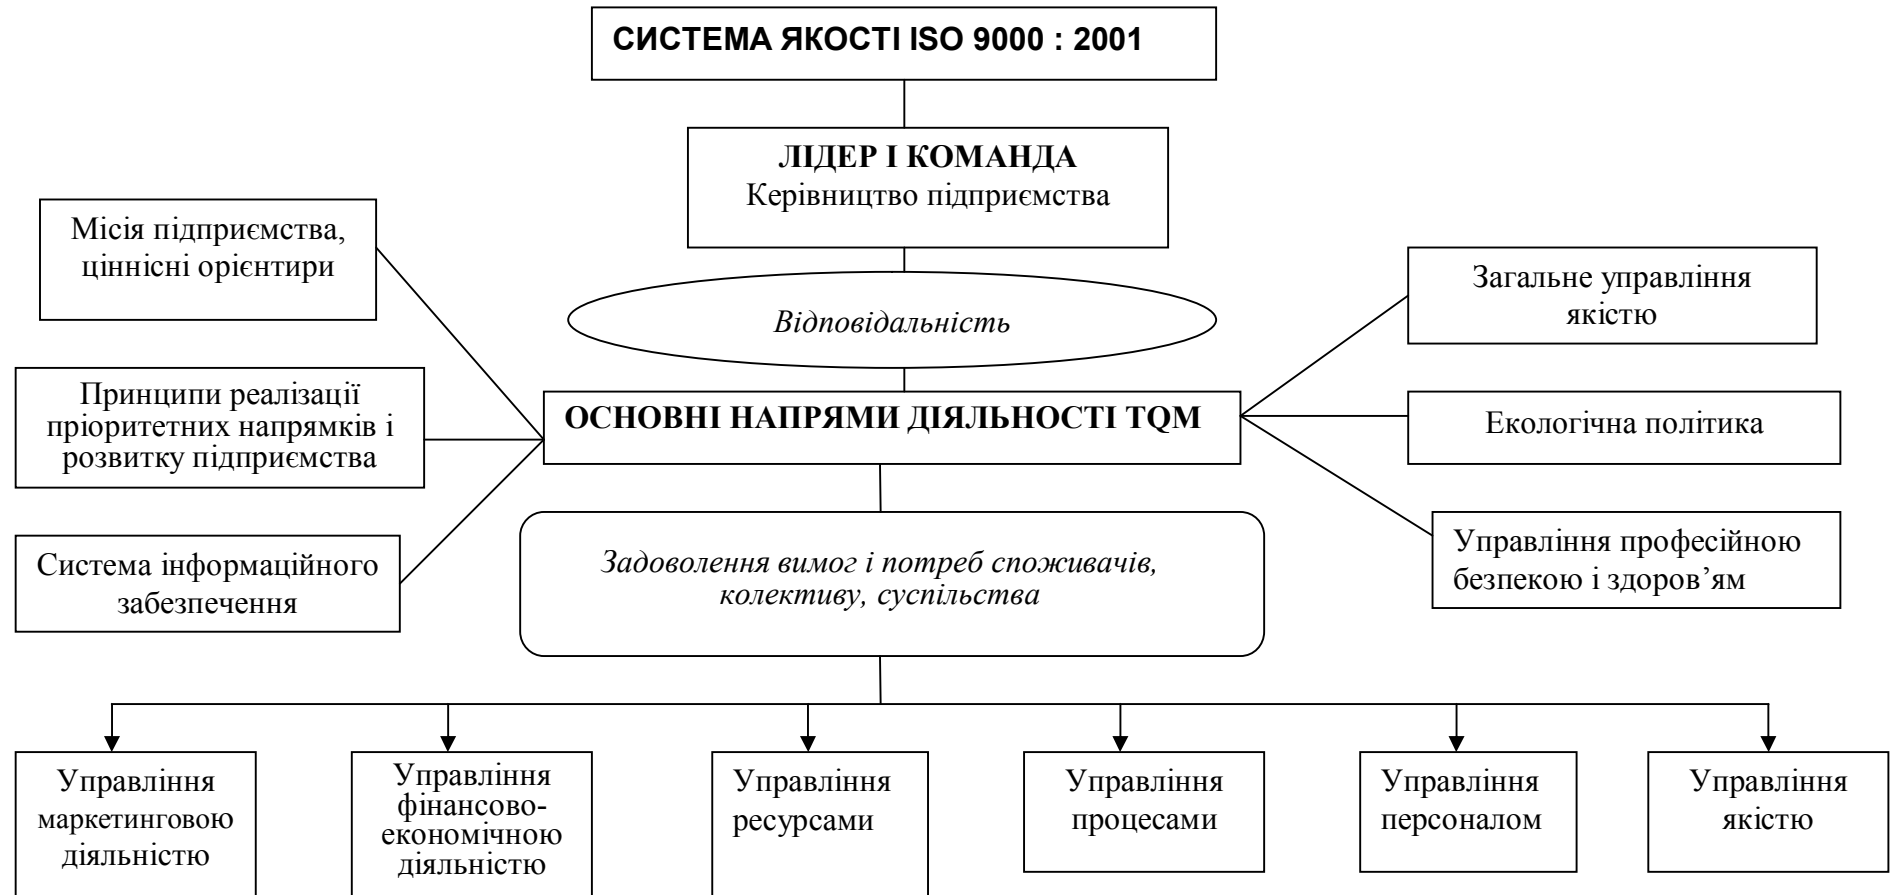 СИСТЕМА ЯКОСТІ ISO 9000 : 2001
ЛІДЕР І КОМАНДА
Керівництво підприємства
Місія підприємства,
ціннісні орієнтири
Відповідальність
Загальне управління
якістю
Принципи реалізації
пріоритетних напрямків і
розвитку підприємства
ОСНОВНІ НАПРЯМИ ДІЯЛЬНОСТІ TQM
Екологічна політика
Система інформаційного
забезпечення
Задоволення вимог і потреб споживачів,
колективу, суспільства
Управління професійною
безпекою і здоров’ям
Управління
маркетинговою
діяльністю
Управління
фінансово-
економічною
діяльністю
Управління
ресурсами
Управління
процесами
Управління
персоналом
Управління
якістю